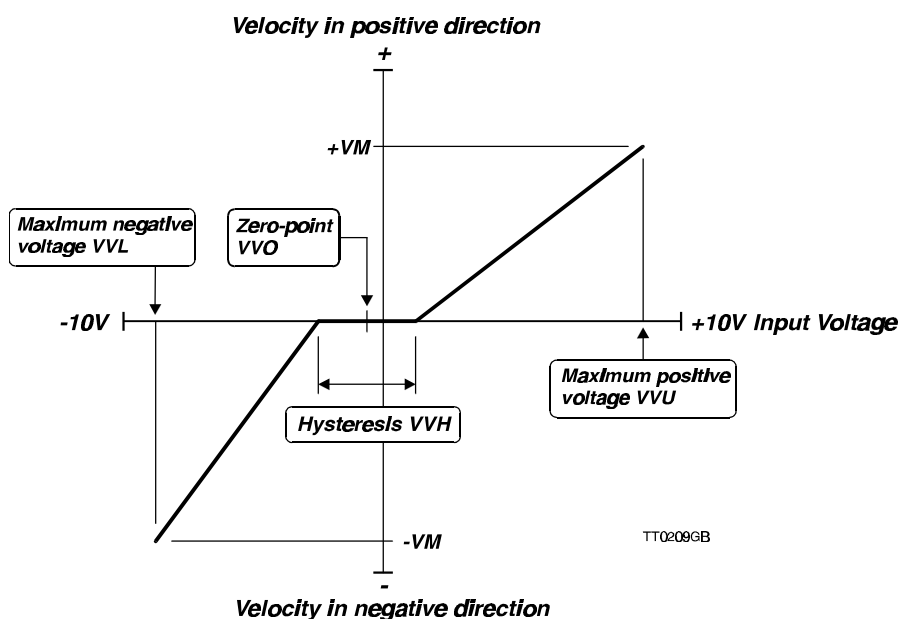 Velocity in positive direction
+
+VM
Maximum negative
voltage VVL
Zero-point
VVO
-10V
+10V Input Voltage
Maximum positive
voltage VVU
Hysteresis VVH
-VM
TT0209GB
-
Velocity in negative direction